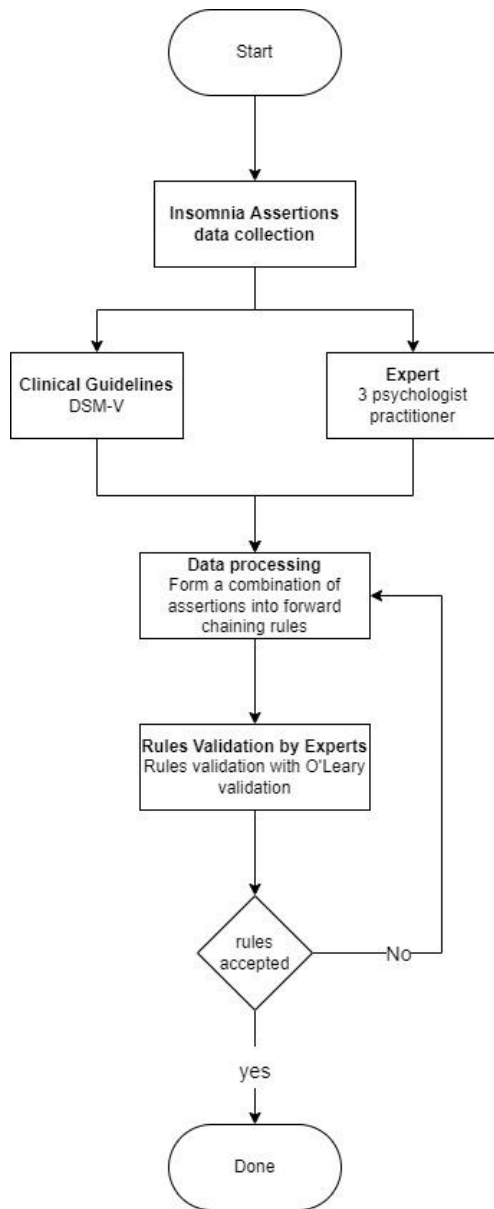 Start
Insomnia Assertions
data collection
Clinical Guidelines
DSM-V
Expert
3 psychologist
practitioner
Data processing
Form a combination of
assertions into forward
chaining rules
Rules Validation by Experts
Rules validation with O'Leary
validation
rules
accepted
No
yes
Done